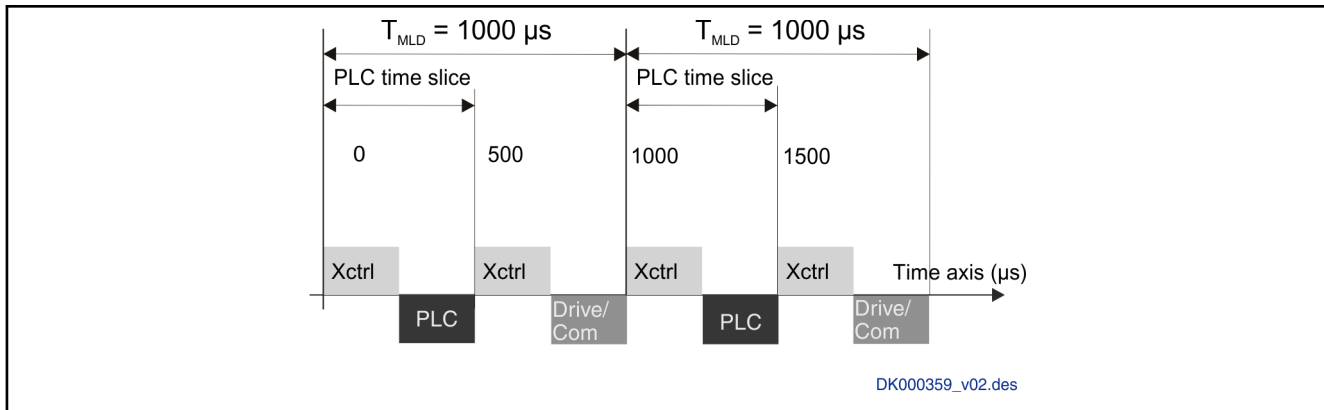 T_MLD = 1000 µs T_MLD = 1000 µs
PLC time slice PLC time slice
0 500 1000 1500
Xctrl Xctrl Xctrl Xctrl Time axis (µs)
PLC Drive/ PLC Drive/
Com Com
DK000359_v02.des